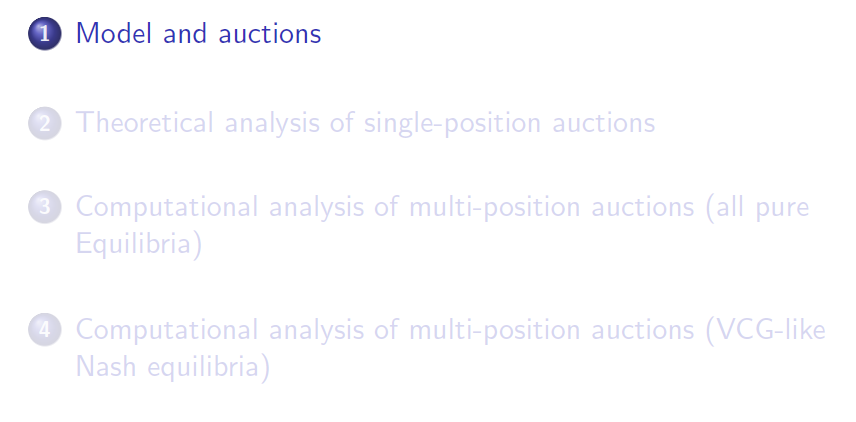 1 Model and auctions
2 Theoretical analysis of single-position auctions
3 Computational analysis of multi-position auctions (all pure
Equilibria)
4 Computational analysis of multi-position auctions (VCG-like
Nash equilibria)